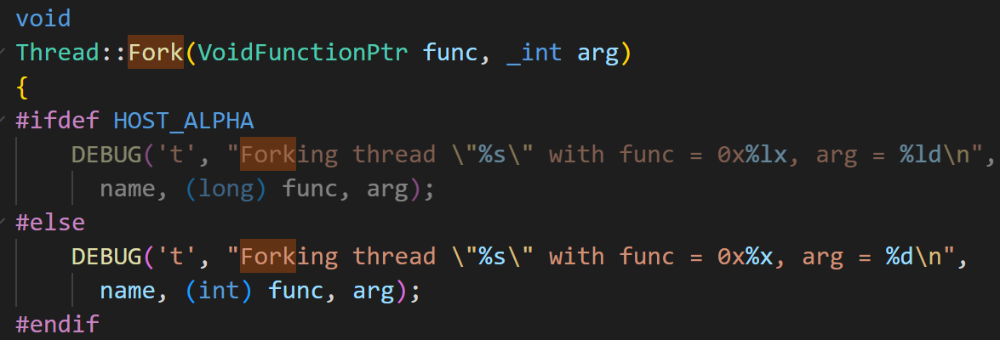 void
Thread::Fork(VoidFunctionPtr func, _int arg)
{
#ifdef HOST_ALPHA
    DEBUG('t', "Forking thread \"%s\" with func = 0x%lx, arg = %ld\n",
      name, (long) func, arg);
#else
    DEBUG('t', "Forking thread \"%s\" with func = 0x%x, arg = %d\n",
      name, (int) func, arg);
#endif